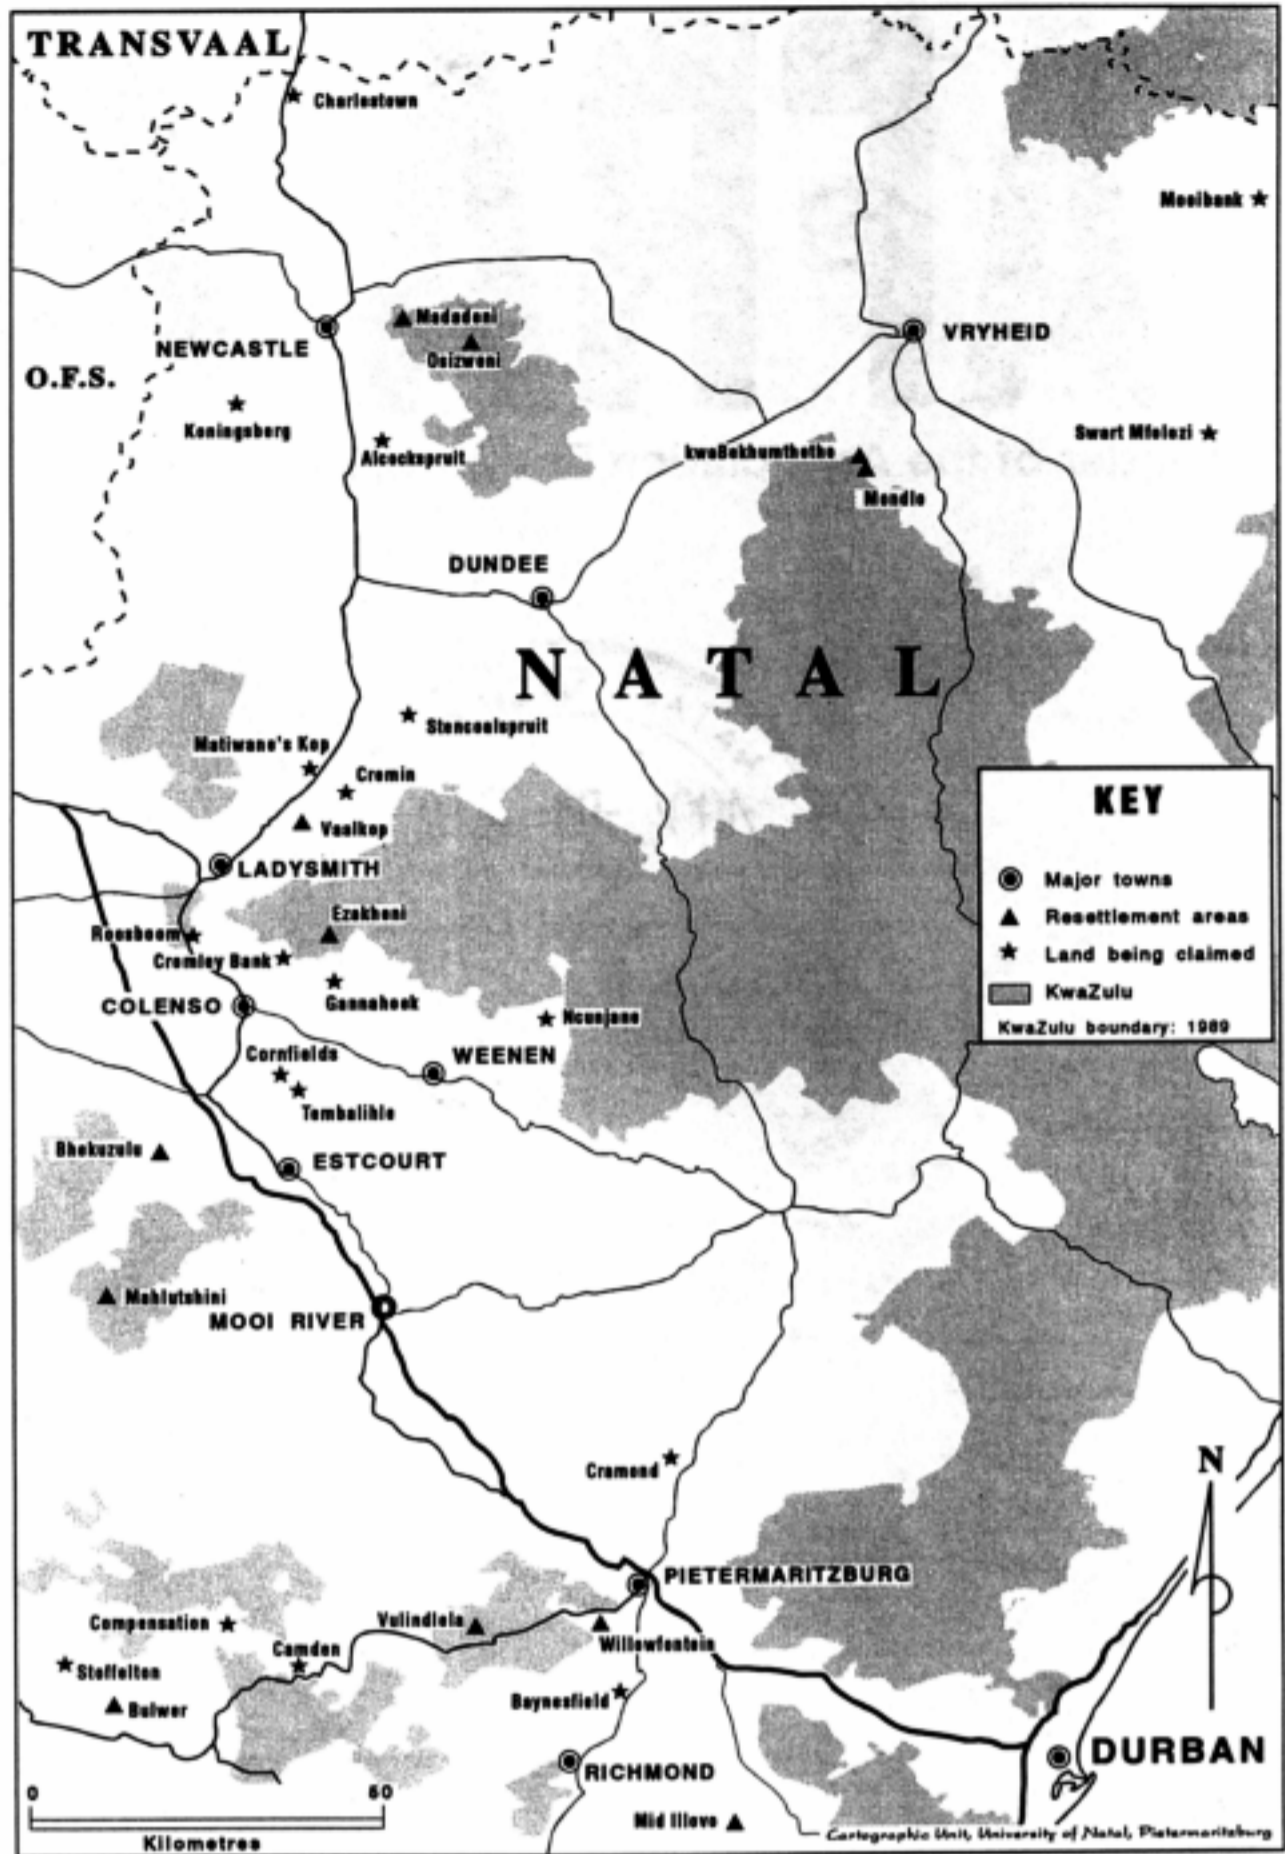 TRANSVAAL
Charlestown
Mooibank
Madadeni
NEWCASTLE
Osizweni
VRYHEID
O.F.S.
Koningsberg
Alcockspruit
Swart Mfolozi
kwaBekhumthetho
Mondlo
DUNDEE
NATAL
Stencoalspruit
Matiwane's Kop
Cremin
Vaalkop
LADYSMITH
Ezakheni
Roosboom
Cromley Bank
Gannahoek
COLENSO
Ncunjane
Cornfields
WEENEN
Tembalihle
Bhekuzulu
ESTCOURT
Mahlutshini
MOOI RIVER
KEY
Major towns
Resettlement areas
Land being claimed
KwaZulu
KwaZulu boundary: 1989
Cramond
N
PIETERMARITZBURG
Compensation
Vulindlela
Willowfontein
Camden
Stoffelton
Bulwer
Baynesfield
DURBAN
RICHMOND
0 50
Mid Illovo
Kilometres
Cartographic Unit, University of Natal, Pietermaritzburg